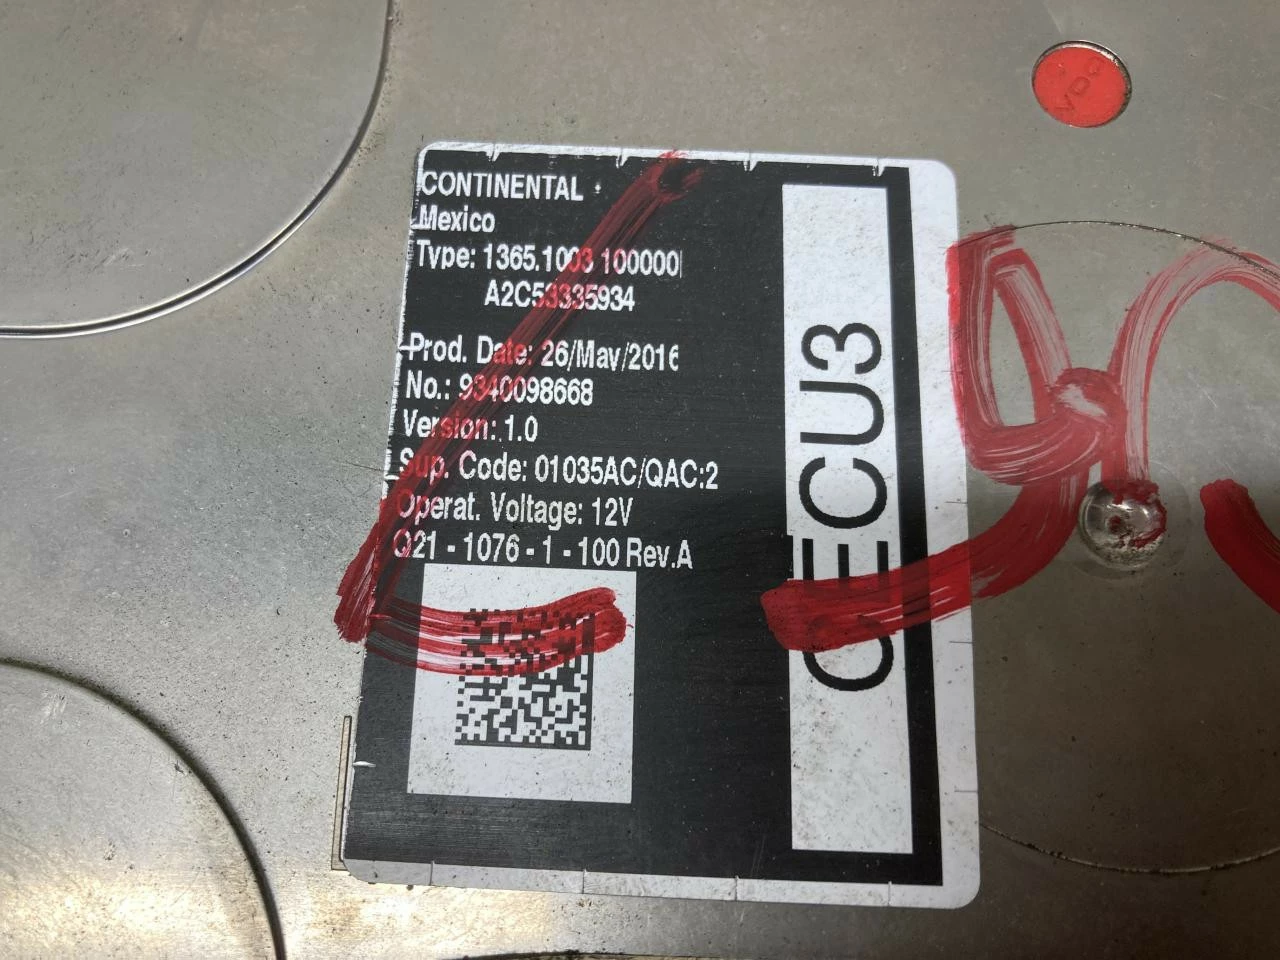 CONTINENTAL
Mexico
Type: 1365.1003 100000
A2C53335934
Prod. Date: 26/May/2016
No.: 9340098668
Version: 1.0
Sup. Code: 01035AC/QAC:2
Operat. Voltage: 12V
Q21 - 1076 - 1 - 100 Rev.A
CECU3
VDO